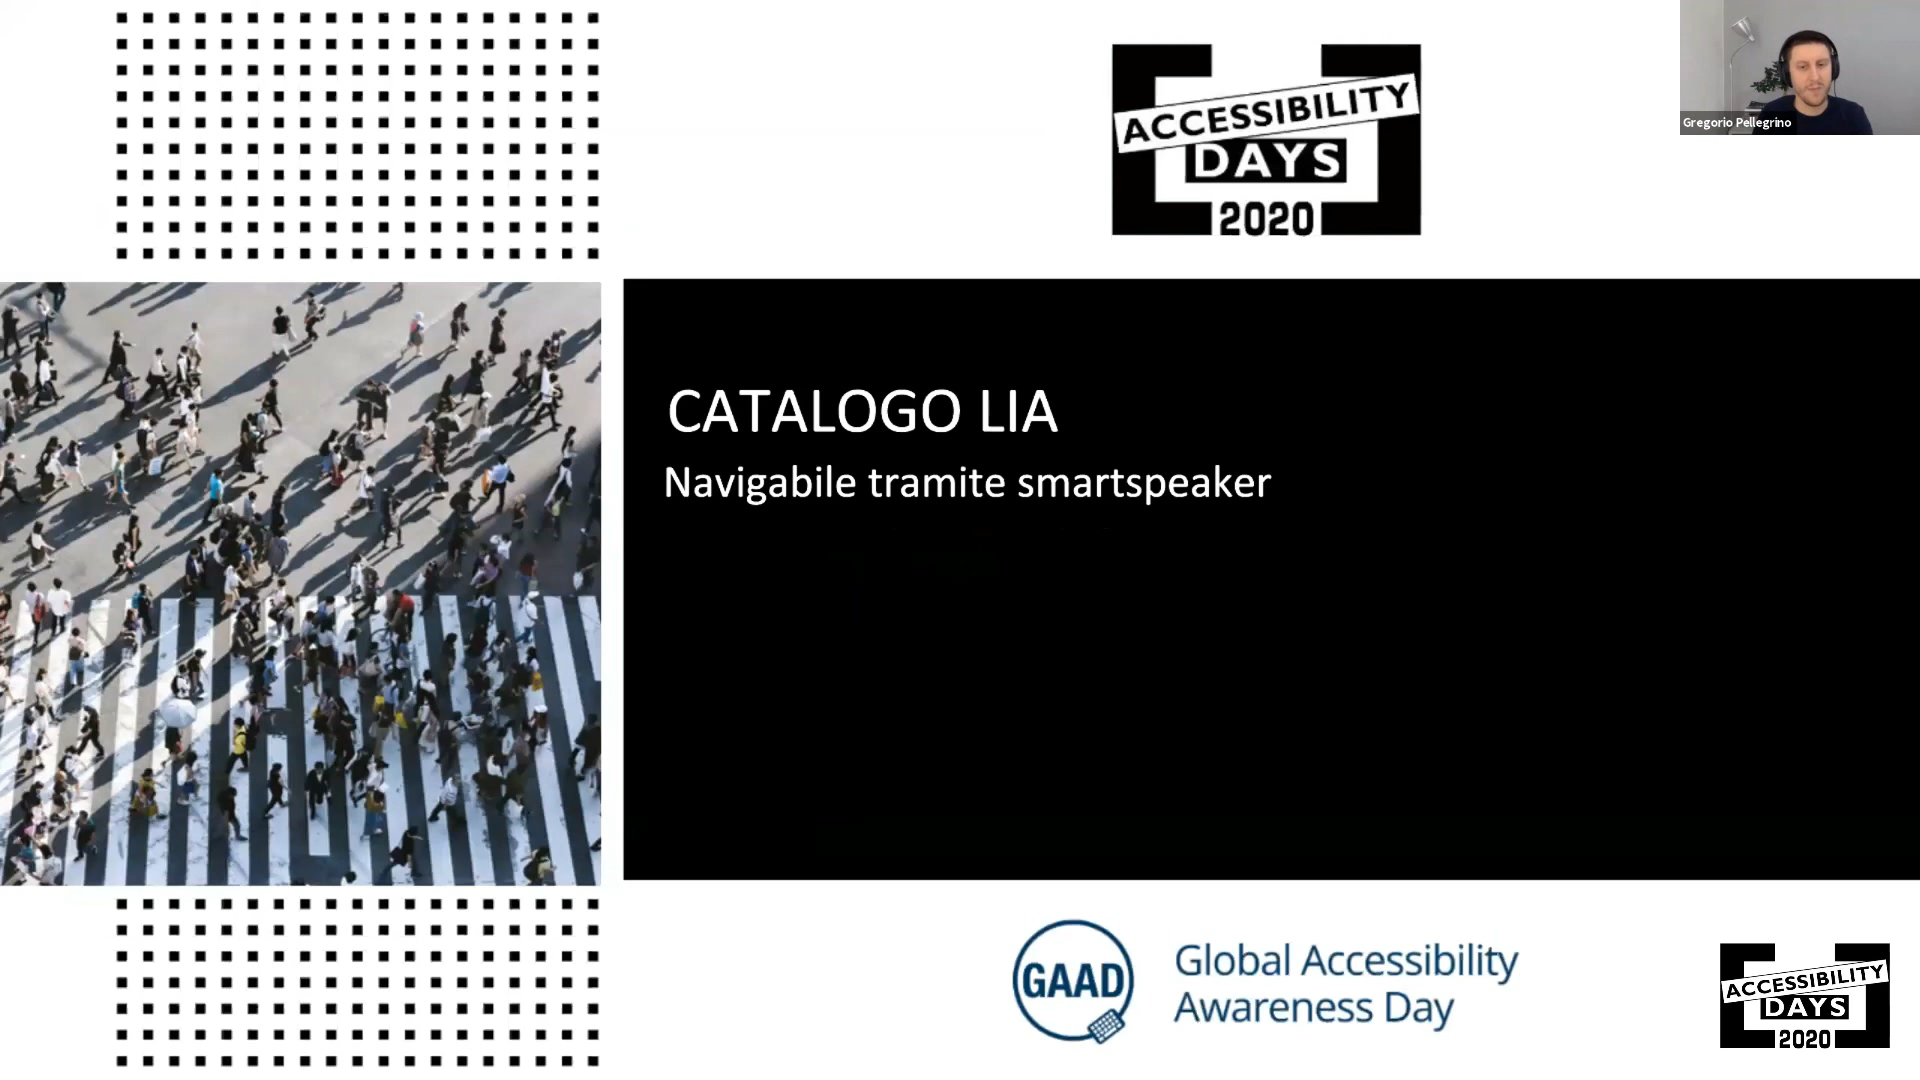 ACCESSIBILITY
DAYS
2020
Gregorio Pellegrino
CATALOGO LIA
Navigabile tramite smartspeaker
GAAD
Global Accessibility
Awareness Day
ACCESSIBILITY
DAYS
2020